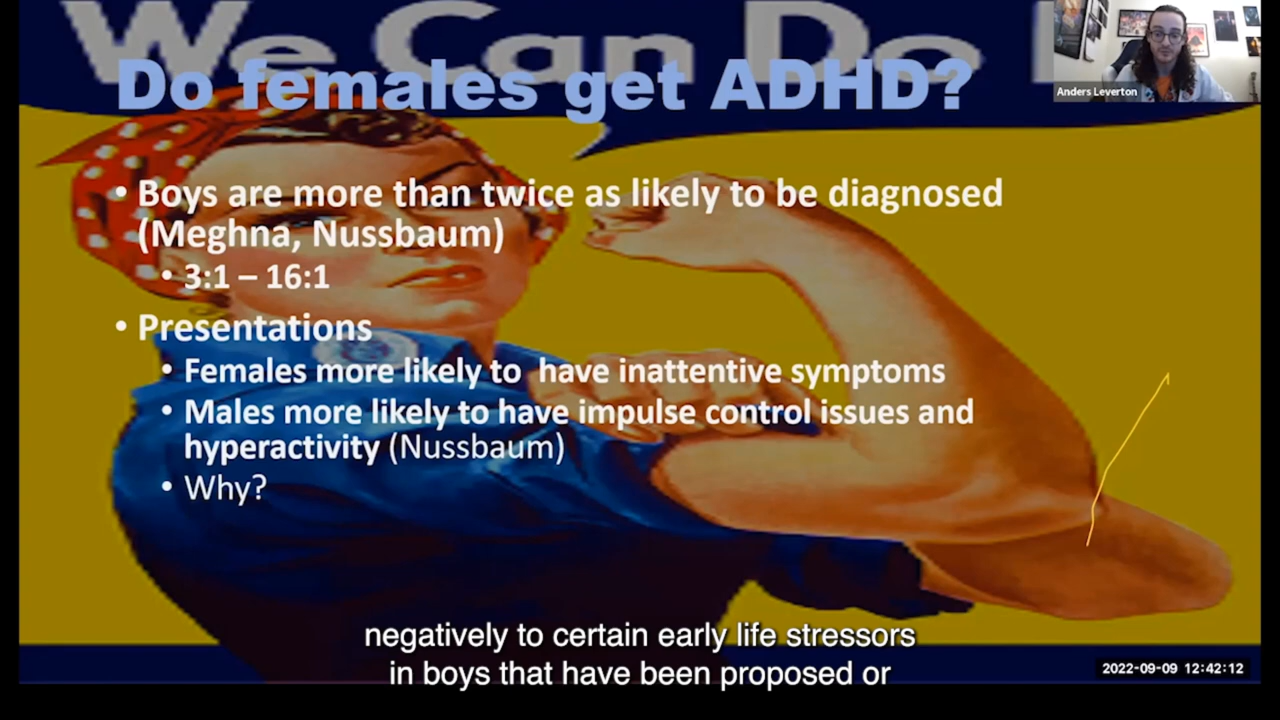 We Can Do
Do females get ADHD?
Anders Leverton
• Boys are more than twice as likely to be diagnosed
(Meghna, Nussbaum)
• 3:1 – 16:1
• Presentations
• Females more likely to  have inattentive symptoms
• Males more likely to have impulse control issues and
hyperactivity (Nussbaum)
• Why?
negatively to certain early life stressors
in boys that have been proposed or
2022-09-09 12:42:12